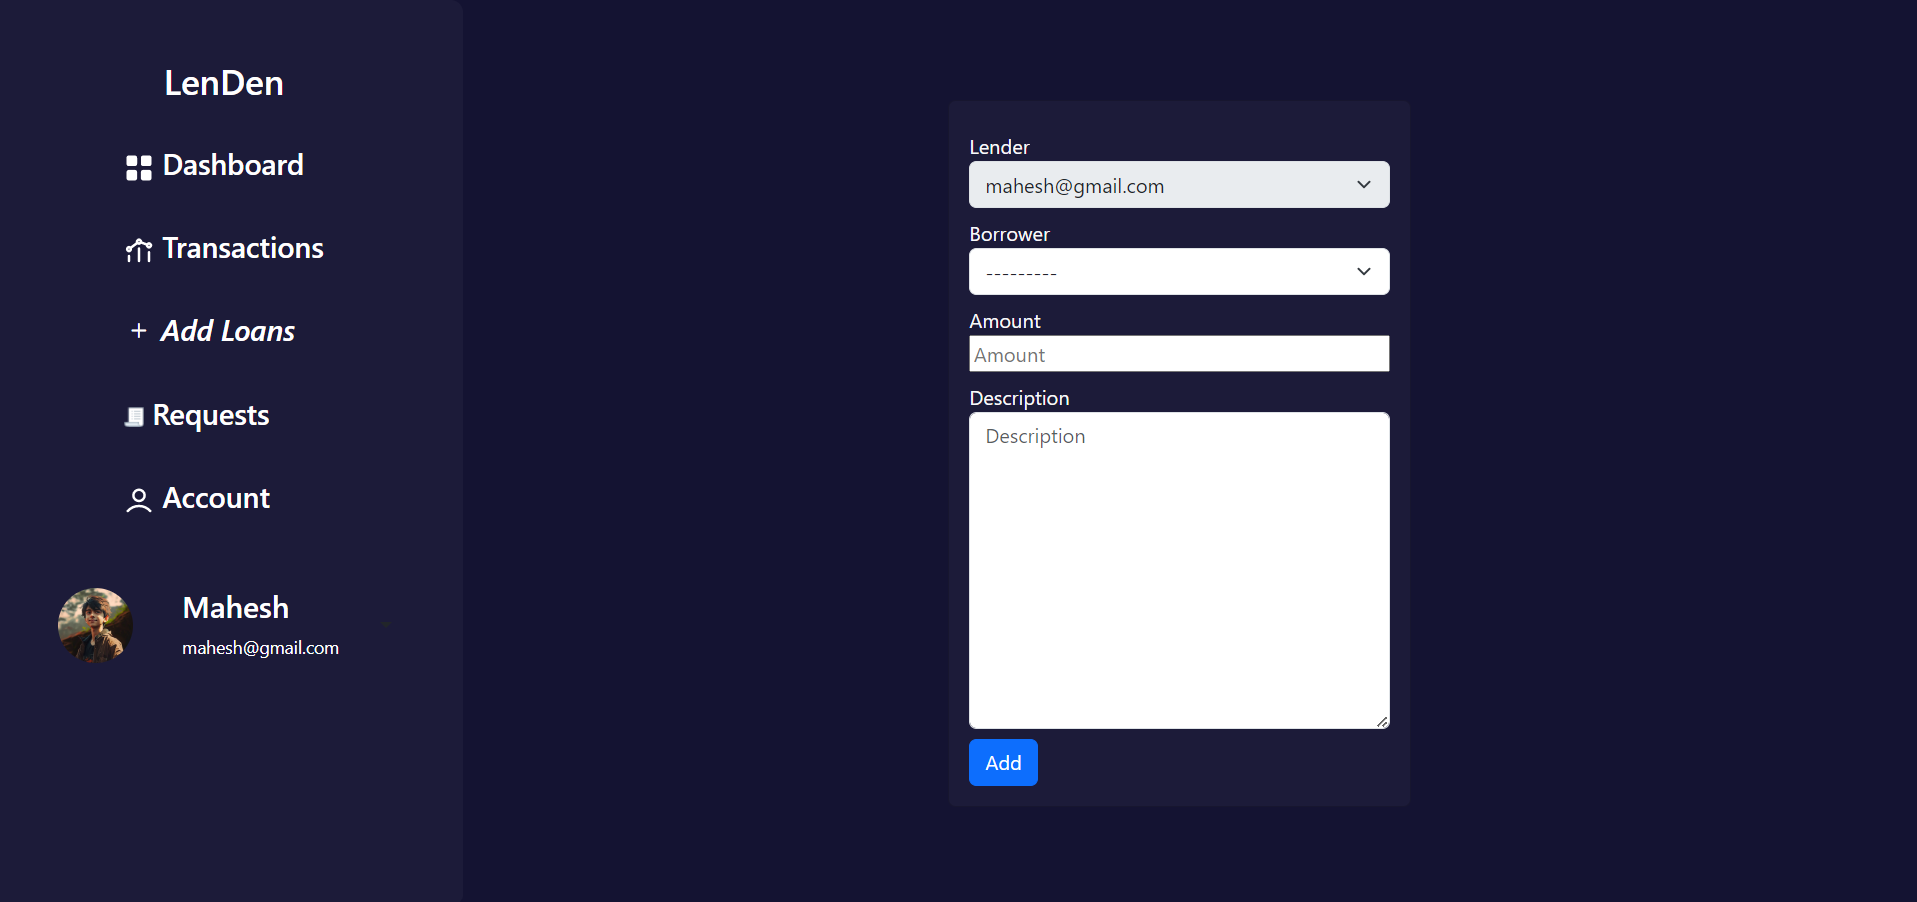 LenDen
Dashboard
Transactions
+ Add Loans
Requests
Account
Mahesh
mahesh@gmail.com
Lender
mahesh@gmail.com
Borrower
---------
Amount
Amount
Description
Description
Add